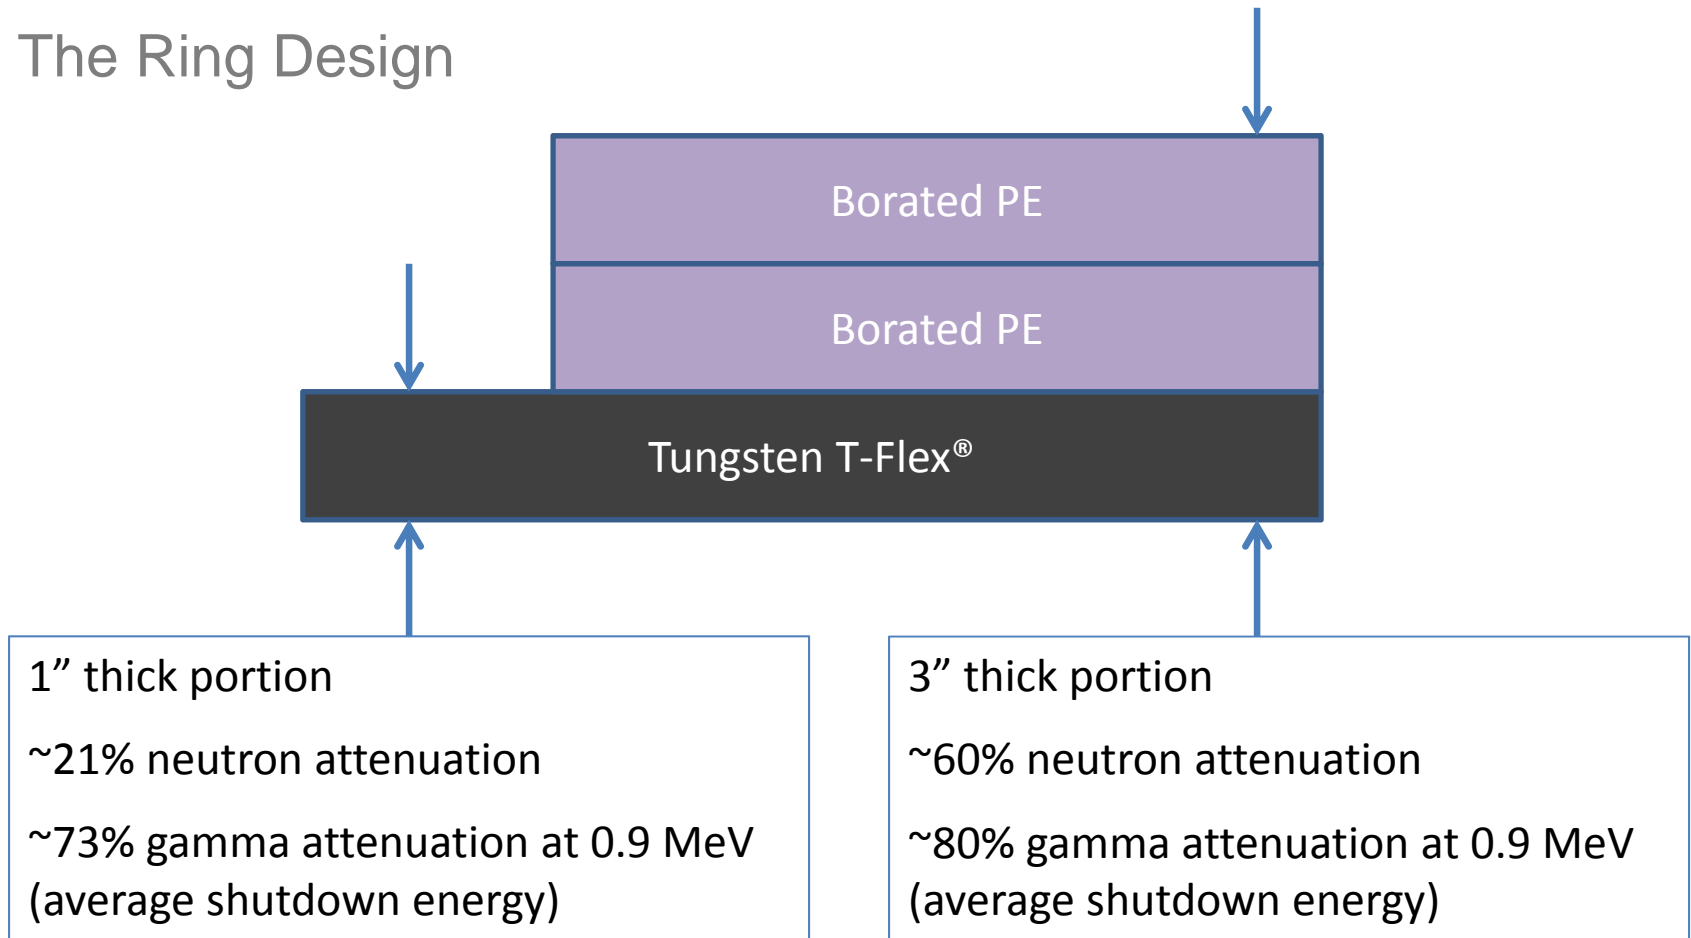 The Ring Design
Borated PE
Borated PE
Tungsten T-Flex®
1” thick portion
~21% neutron attenuation
~73% gamma attenuation at 0.9 MeV
(average shutdown energy)
3” thick portion
~60% neutron attenuation
~80% gamma attenuation at 0.9 MeV
(average shutdown energy)